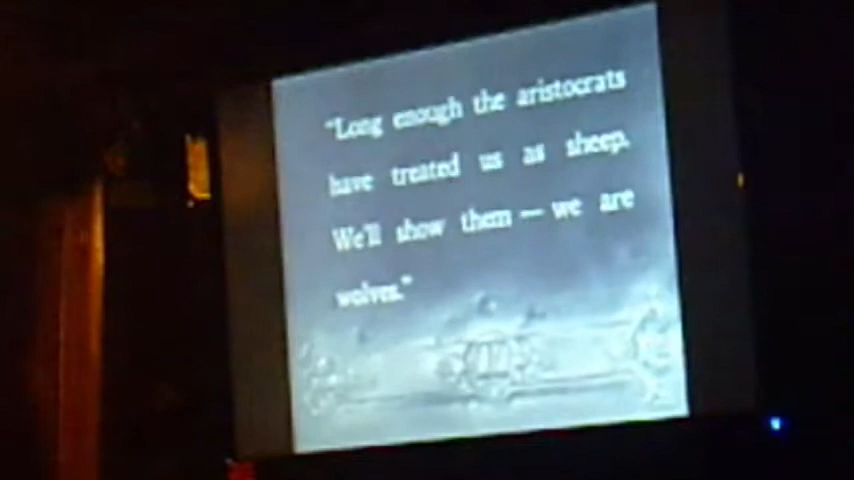 "Long enough the aristocrats
have treated us as sheep.
We'll show them — we are
wolves."